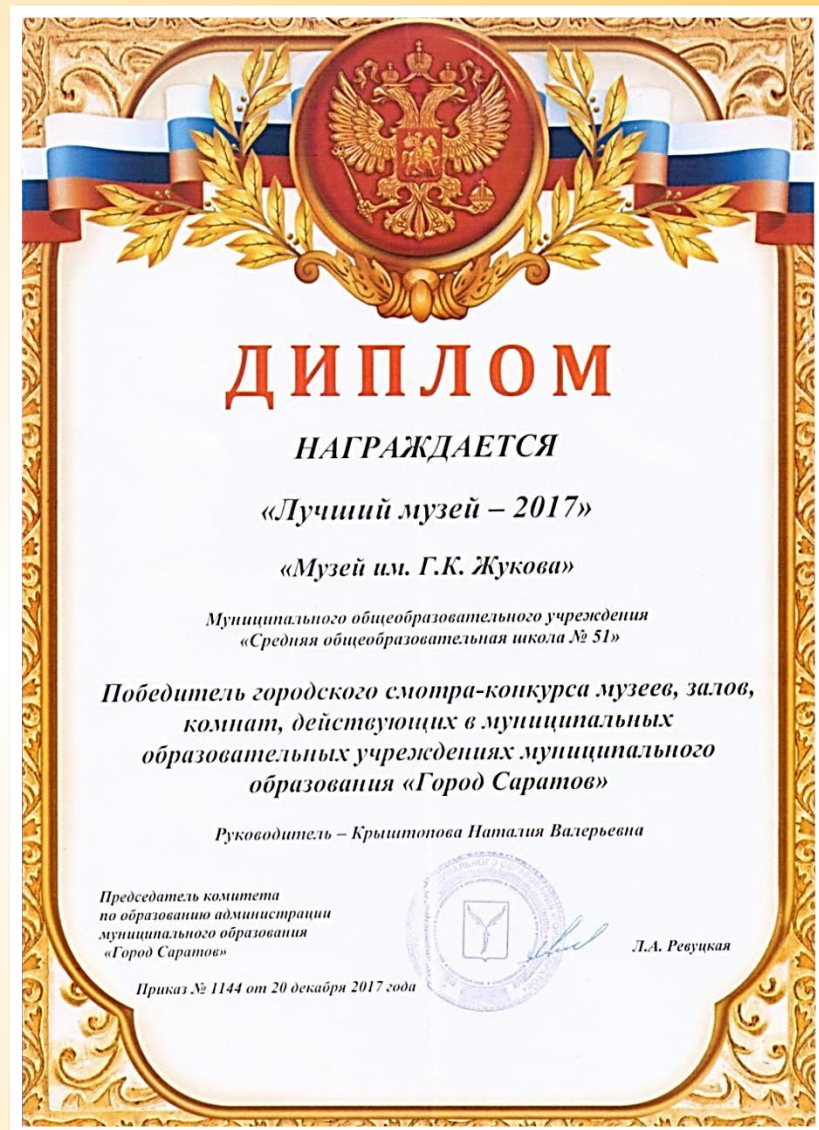 ДИПЛОМ
НАГРАЖДАЕТСЯ
«Лучший музей – 2017»
«Музей им. Г.К. Жукова»
Муниципального общеобразовательного учреждения
«Средняя общеобразовательная школа № 51»
Победитель городского смотра-конкурса музеев, залов,
комнат, действующих в муниципальных
образовательных учреждениях муниципального
образования «Город Саратов»
Руководитель – Крыштопова Наталия Валерьевна
Председатель комитета
по образованию администрации
муниципального образования
«Город Саратов»
Л.А. Ревуцкая
Приказ № 1144 от 20 декабря 2017 года